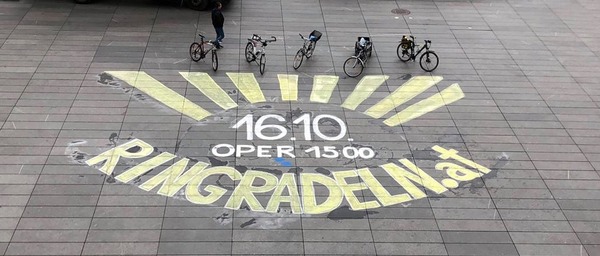 16.10.
OPER 15:00
RINGRADELN.at